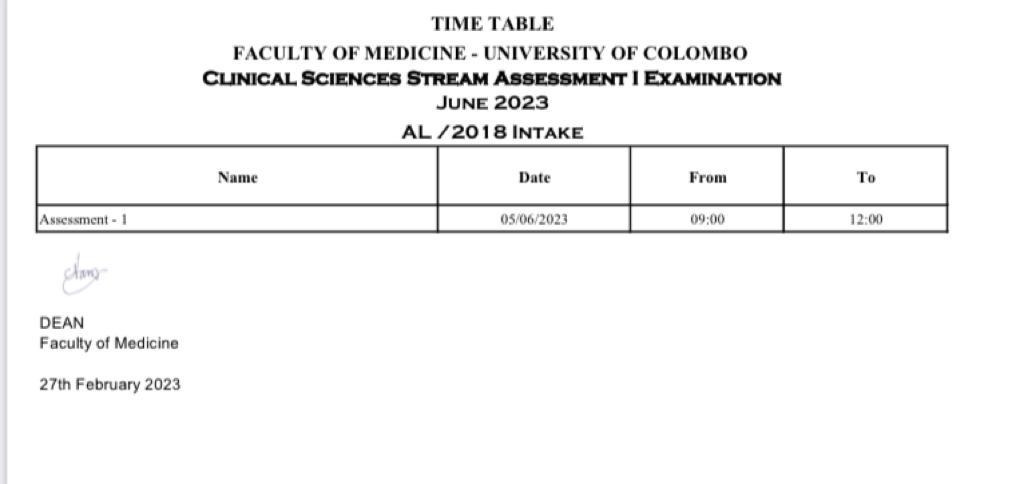 TIME TABLE
FACULTY OF MEDICINE - UNIVERSITY OF COLOMBO
CLINICAL SCIENCES STREAM ASSESSMENT I EXAMINATION
JUNE 2023
AL /2018 INTAKE
Name Date From To
Assessment - 1 05/06/2023 09:00 12:00
DEAN
Faculty of Medicine
27th February 2023